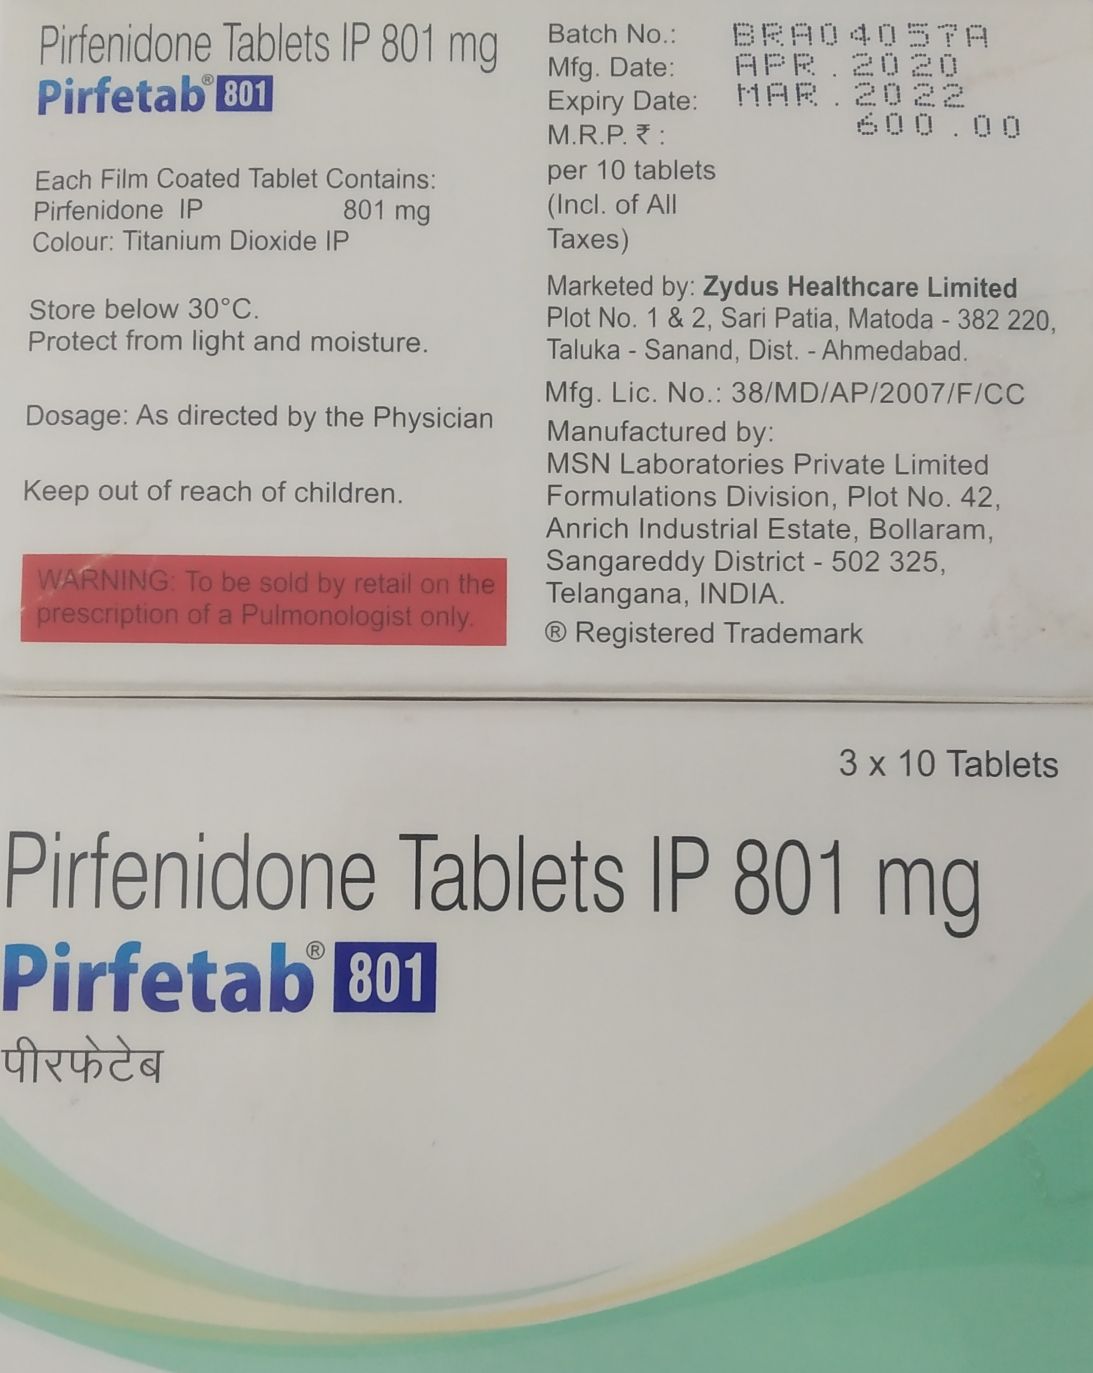 Pirfenidone Tablets IP 801 mg
Pirfetab® 801
Each Film Coated Tablet Contains:
Pirfenidone IP 801 mg
Colour: Titanium Dioxide IP
Store below 30°C.
Protect from light and moisture.
Dosage: As directed by the Physician
Keep out of reach of children.
WARNING: To be sold by retail on the
prescription of a Pulmonologist only.
Batch No.: BRA04057A
Mfg. Date: APR.2020
Expiry Date: MAR.2022
M.R.P. ₹ : 600.00
per 10 tablets
(Incl. of All
Taxes)
Marketed by: Zydus Healthcare Limited
Plot No. 1 & 2, Sari Patia, Matoda - 382 220,
Taluka - Sanand, Dist. - Ahmedabad.
Mfg. Lic. No.: 38/MD/AP/2007/F/CC
Manufactured by:
MSN Laboratories Private Limited
Formulations Division, Plot No. 42,
Anrich Industrial Estate, Bollaram,
Sangareddy District - 502 325,
Telangana, INDIA.
® Registered Trademark
3 x 10 Tablets
Pirfenidone Tablets IP 801 mg
Pirfetab® 801
पीरफेटेब